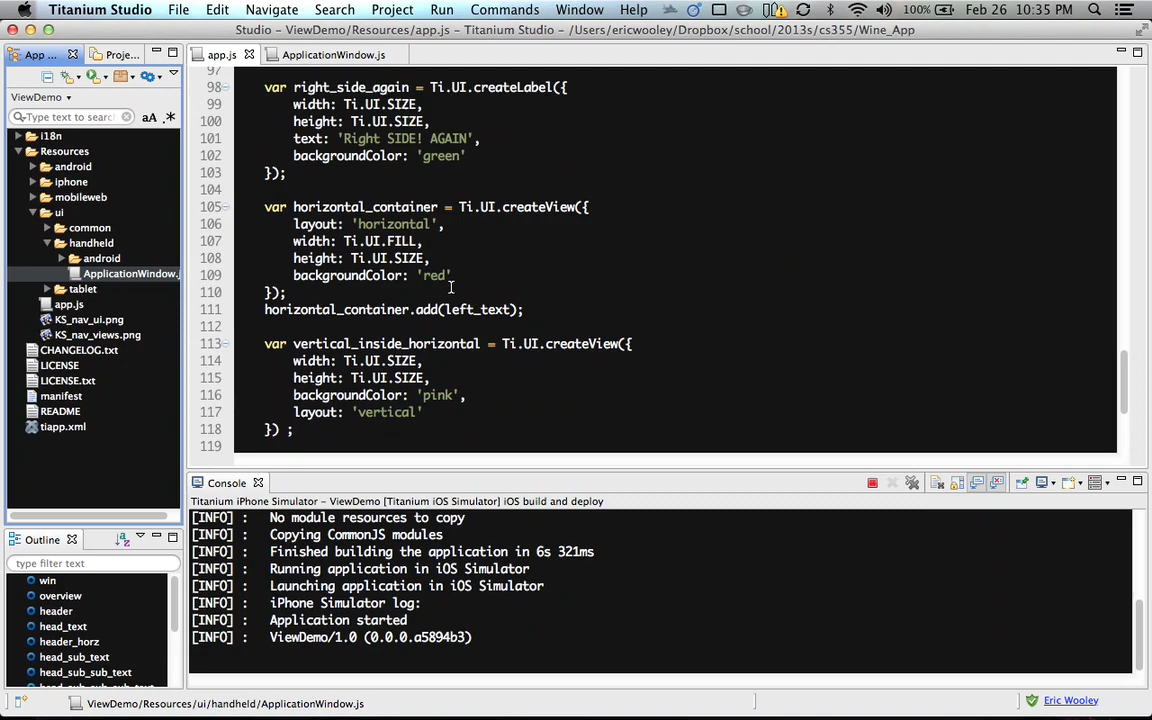 Titanium Studio File Edit Navigate Search Project Run Commands Window Help 100% Feb 26 10:35 PM
Studio - ViewDemo/Resources/app.js - Titanium Studio - /Users/ericwooley/Dropbox/school/2013s/cs355/Wine_App
App ... Proje...
app.js ApplicationWindow.js
ViewDemo
Type text to searc aA .*
i18n
Resources
android
iphone
mobileweb
ui
common
handheld
android
ApplicationWindow.j
tablet
app.js
KS_nav_ui.png
KS_nav_views.png
CHANGELOG.txt
LICENSE
LICENSE.txt
manifest
README
tiapp.xml
97
98 var right_side_again = Ti.UI.createLabel({
99 width: Ti.UI.SIZE,
100 height: Ti.UI.SIZE,
101 text: 'Right SIDE! AGAIN',
102 backgroundColor: 'green'
103 });
104
105 var horizontal_container = Ti.UI.createView({
106 layout: 'horizontal',
107 width: Ti.UI.FILL,
108 height: Ti.UI.SIZE,
109 backgroundColor: 'red'
110 });
111 horizontal_container.add(left_text);
112
113 var vertical_inside_horizontal = Ti.UI.createView({
114 width: Ti.UI.SIZE,
115 height: Ti.UI.SIZE,
116 backgroundColor: 'pink',
117 layout: 'vertical'
118 }) ;
119
Outline
type filter text
win
overview
header
head_text
header_horz
head_sub_text
head_sub_sub_text
Console
Titanium iPhone Simulator - ViewDemo [Titanium iOS Simulator] iOS build and deploy
[INFO] : No module resources to copy
[INFO] : Copying CommonJS modules
[INFO] : Finished building the application in 6s 321ms
[INFO] : Running application in iOS Simulator
[INFO] : Launching application in iOS Simulator
[INFO] : iPhone Simulator log:
[INFO] : Application started
[INFO] : ViewDemo/1.0 (0.0.0.a5894b3)
ViewDemo/Resources/ui/handheld/ApplicationWindow.js
Eric Wooley